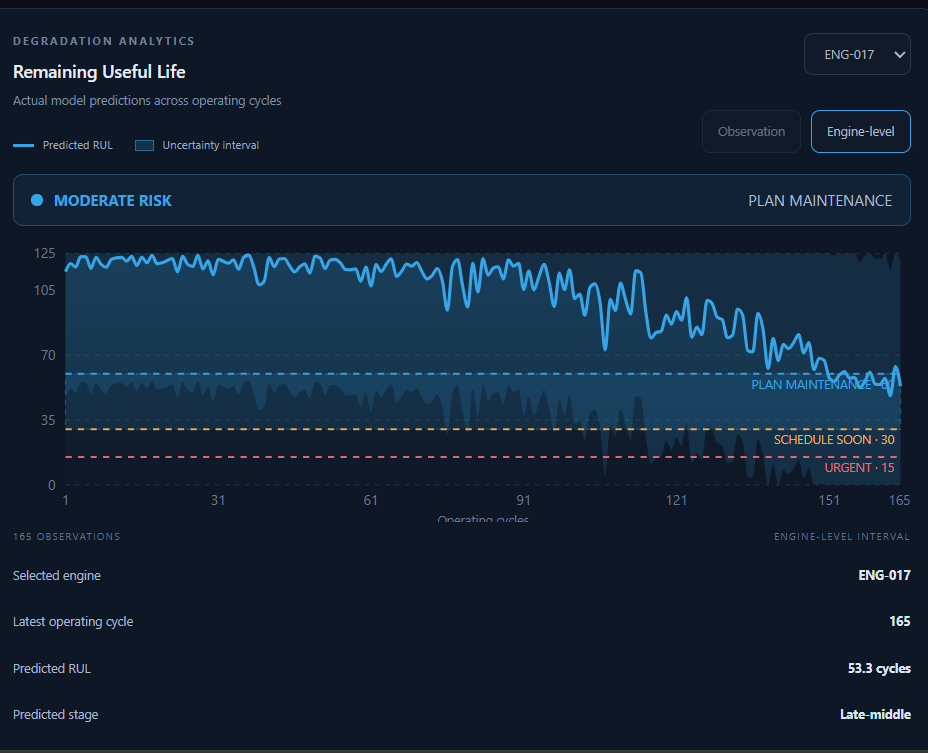 DEGRADATION ANALYTICS
ENG-017
Remaining Useful Life
Actual model predictions across operating cycles
Observation
Engine-level
Predicted RUL
Uncertainty interval
MODERATE RISK
PLAN MAINTENANCE
125
105
70
35
0
PLAN MAINTENANCE
SCHEDULE SOON · 30
URGENT · 15
1
31
61
91
121
151
165
Operating cycles
165 OBSERVATIONS
ENGINE-LEVEL INTERVAL
Selected engine
ENG-017
Latest operating cycle
165
Predicted RUL
53.3 cycles
Predicted stage
Late-middle